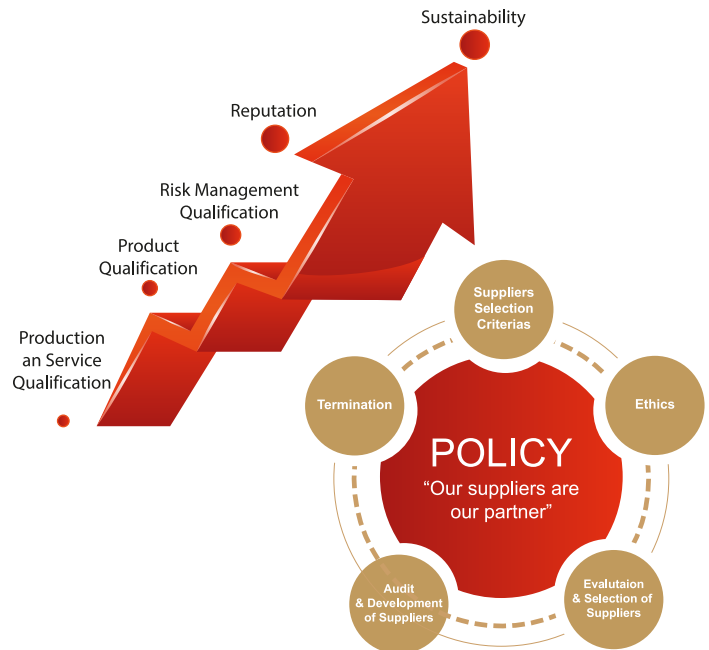 Sustainability
Reputation
Risk Management
Qualification
Product
Qualification
Production
an Service
Qualification
Suppliers
Selection
Criterias
Termination
Ethics
POLICY
“Our suppliers are
our partner”
Audit
& Development
of Suppliers
Evalutaion
& Selection of
Suppliers